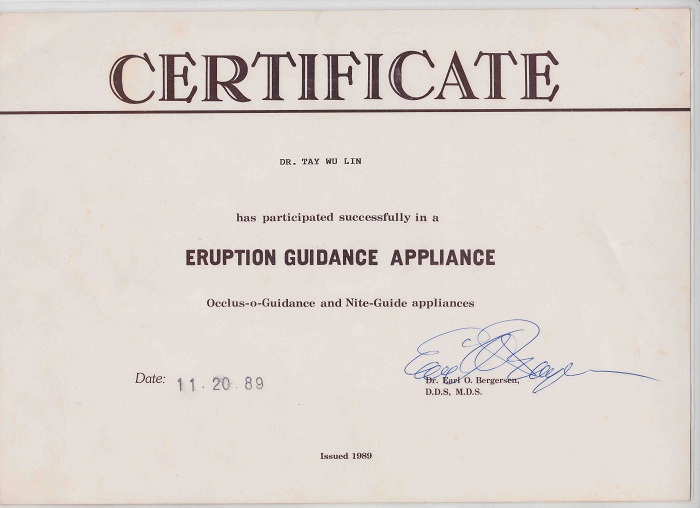 CERTIFICATE
DR. TAY WU LIN
has participated successfully in a
ERUPTION GUIDANCE APPLIANCE
Occlus-o-Guidance and Nite-Guide appliances
Date: 11.20.89
Dr. Earl O. Bergersen,
D.D.S, M.D.S.
Issued 1989